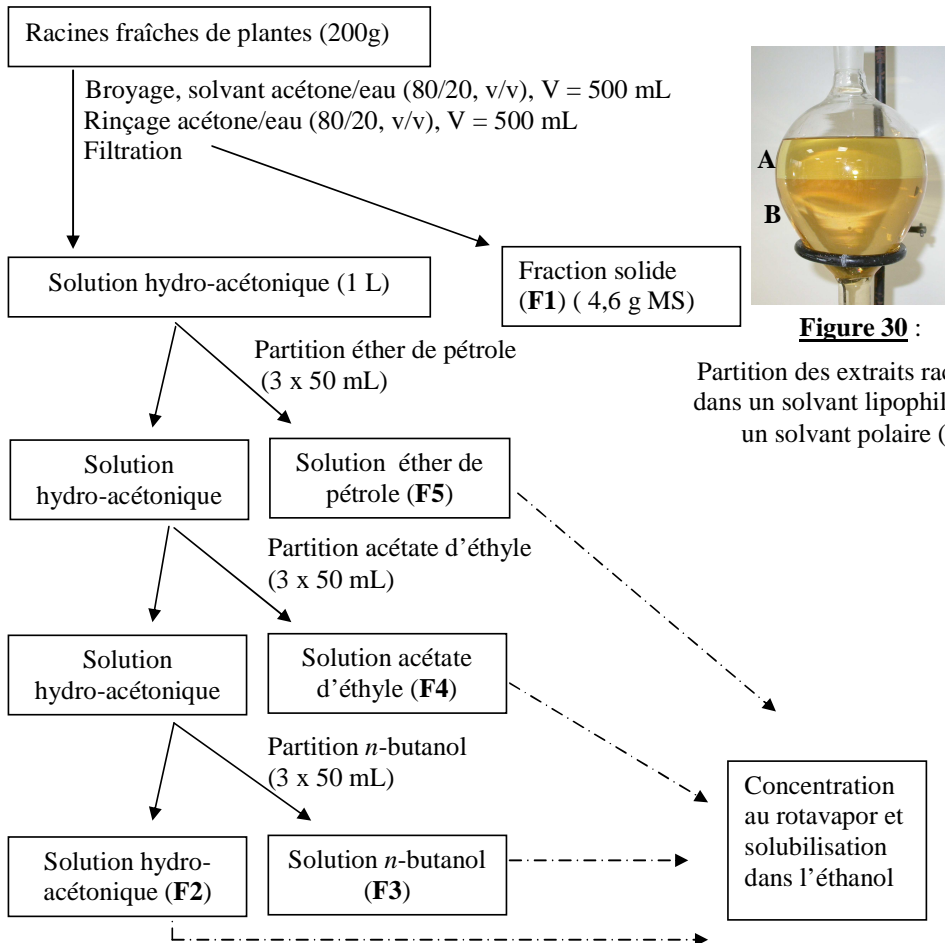 Racines fraîches de plantes (200g)
Broyage, solvant acétone/eau (80/20, v/v), V = 500 mL
Rinçage acétone/eau (80/20, v/v), V = 500 mL
Filtration
A
B
Solution hydro-acétonique (1 L)
Fraction solide
(F1) ( 4,6 g MS)
Figure 30 :
Partition des extraits
dans un solvant
un solvant polaire (
Partition éther de pétrole
(3 x 50 mL)
Solution
hydro-acétonique
Solution éther de
pétrole (F5)
Partition acétate d’éthyle
(3 x 50 mL)
Solution
hydro-acétonique
Solution acétate
d’éthyle (F4)
Partition n-butanol
(3 x 50 mL)
Solution hydro-
acétonique (F2)
Solution n-butanol
(F3)
Concentration
au rotavapor et
solubilisation
dans l’éthanol